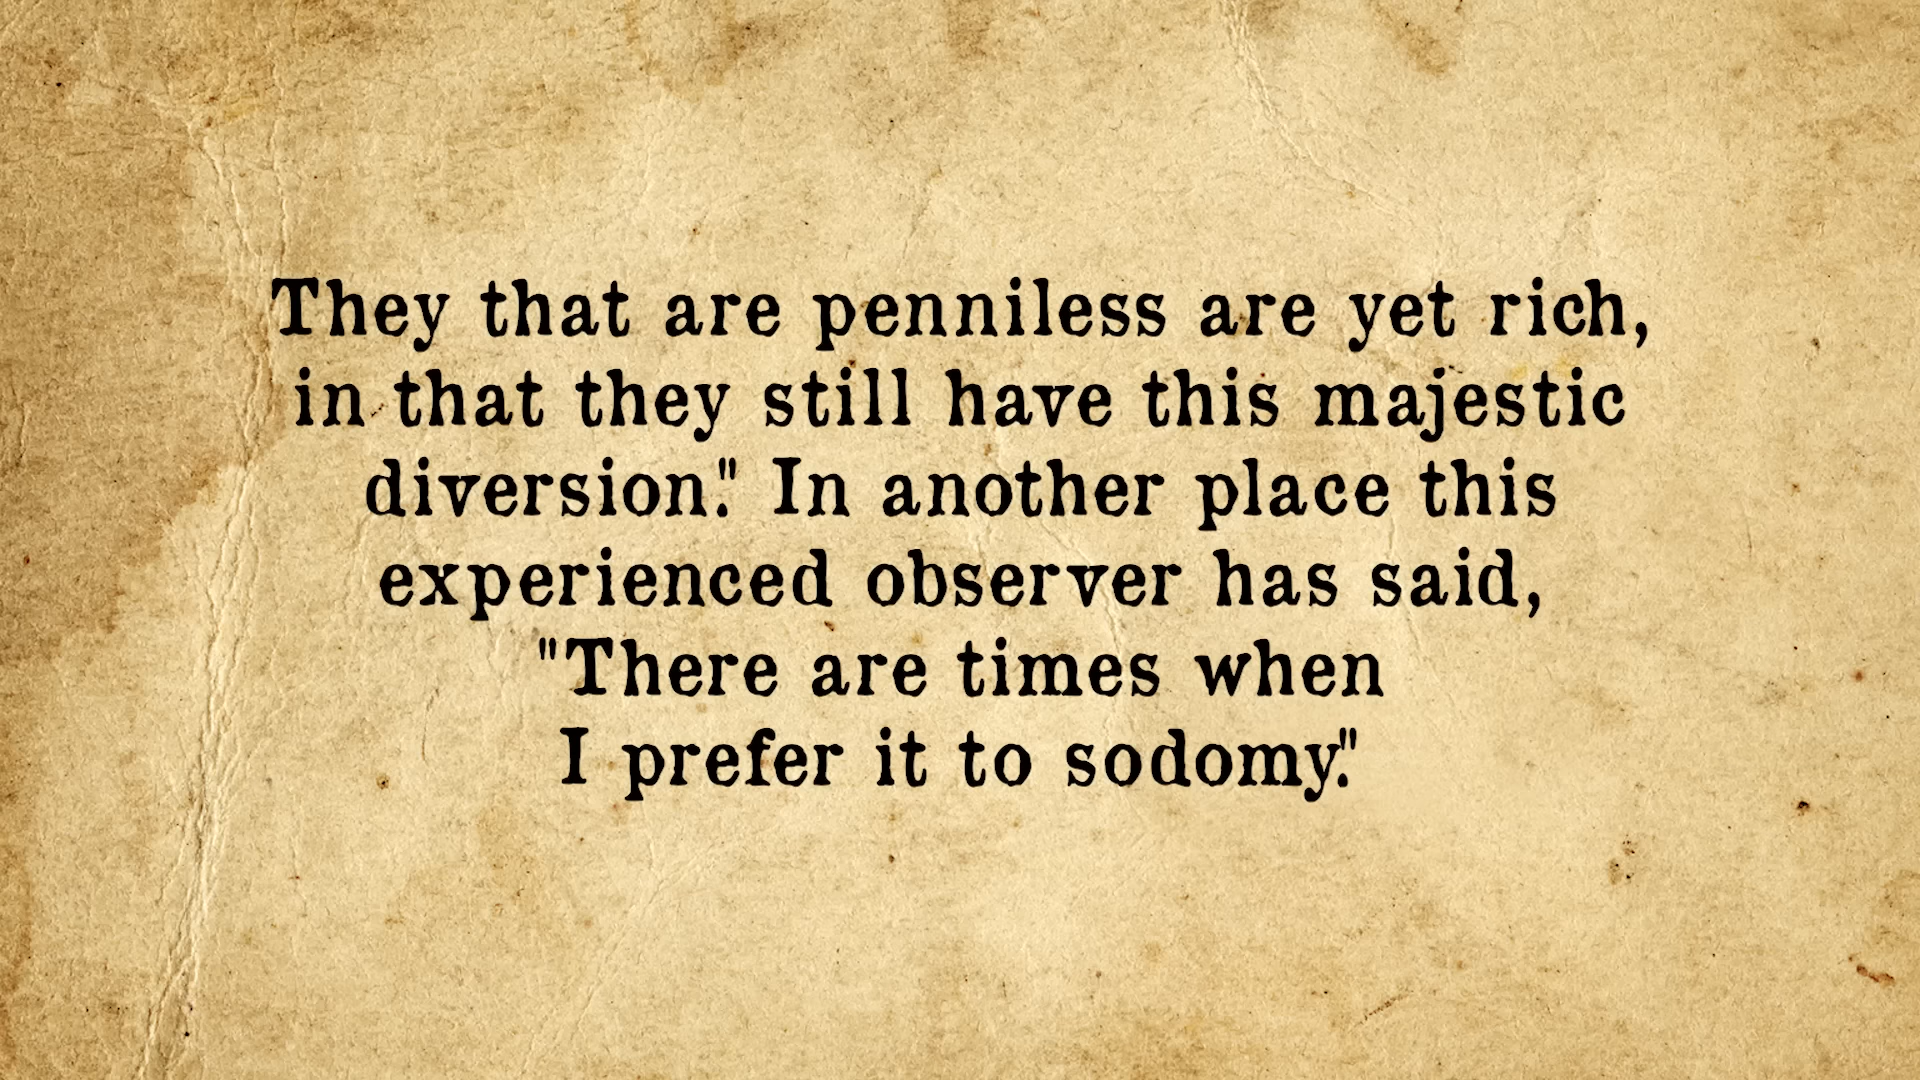 They that are penniless are yet rich,
in that they still have this majestic
diversion." In another place this
experienced observer has said,
"There are times when
I prefer it to sodomy."